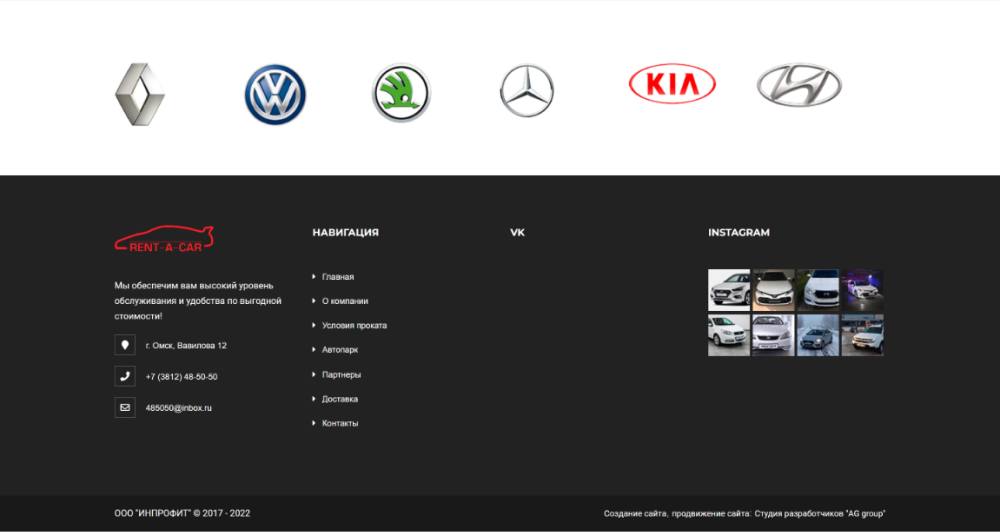 KIA
RENT-A-CAR
Мы обеспечим вам высокий уровень
обслуживания и удобства по выгодной
стоимости!
г. Омск, Вавилова 12
+7 (3812) 48-50-50
485050@inbox.ru
НАВИГАЦИЯ
Главная
О компании
Условия проката
Автопарк
Партнеры
Доставка
Контакты
VK
INSTAGRAM
ООО "ИНПРОФИТ" © 2017 - 2022
Создание сайта, продвижение сайта: Студия разработчиков "AG group"